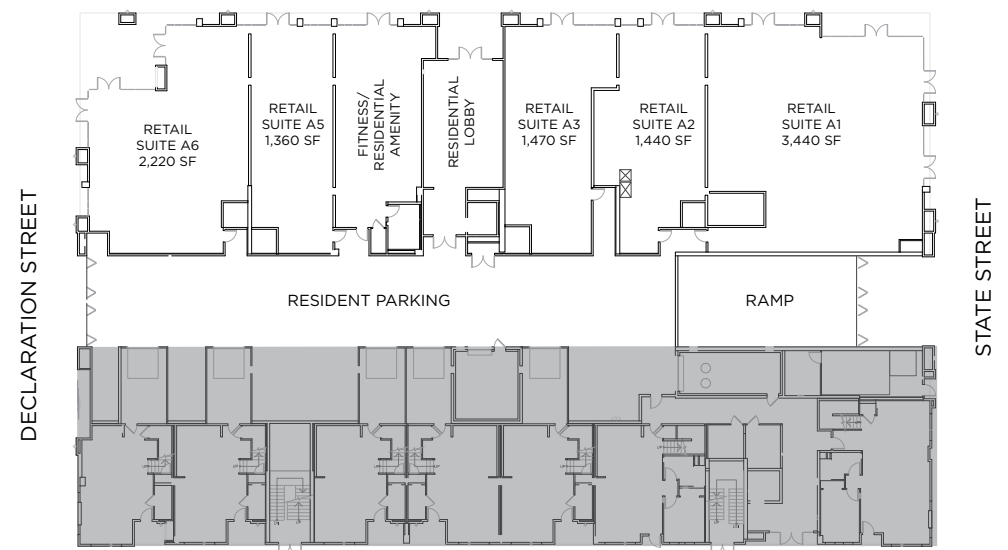 RETAIL
SUITE A6
2,220 SF
RETAIL
SUITE A5
1,360 SF
FITNESS/
RESIDENTIAL
AMENITY
RESIDENTIAL
LOBBY
RETAIL
SUITE A3
1,470 SF
RETAIL
SUITE A2
1,440 SF
RETAIL
SUITE A1
3,440 SF
DECLARATION STREET
STATE STREET
RESIDENT PARKING
RAMP